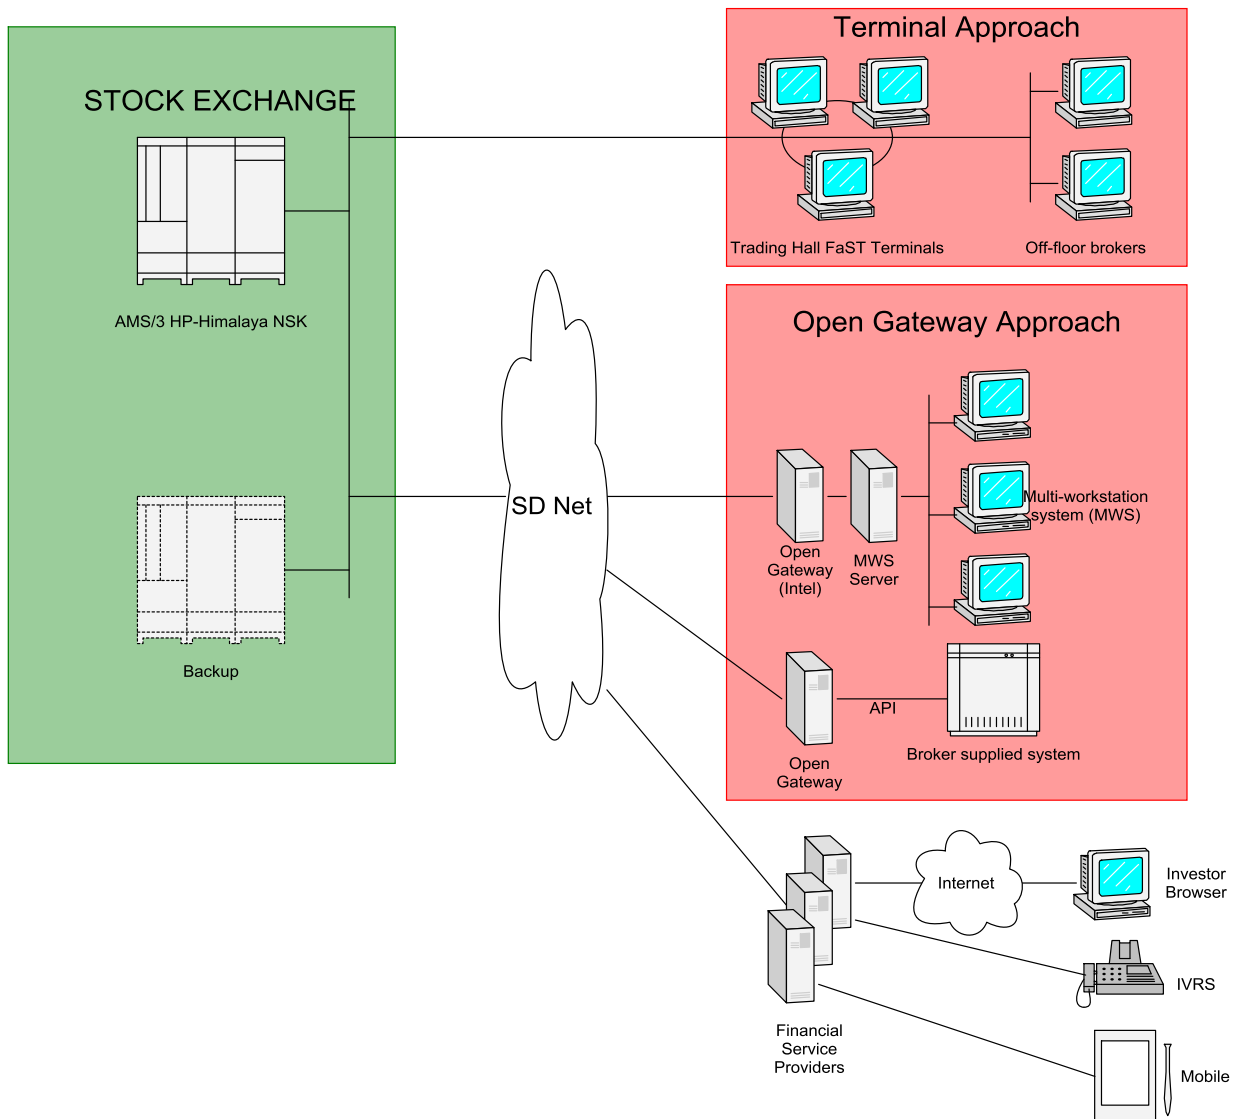 STOCK EXCHANGE
AMS/3 HP-Himalaya NSK
Backup
SD Net
Terminal Approach
Trading Hall FaST Terminals
Off-floor brokers
Open Gateway Approach
Open
Gateway
(Intel)
MWS
Server
Multi-workstation
system (MWS)
Open
Gateway
API
Broker supplied system
Financial
Service
Providers
Internet
Investor
Browser
IVRS
Mobile